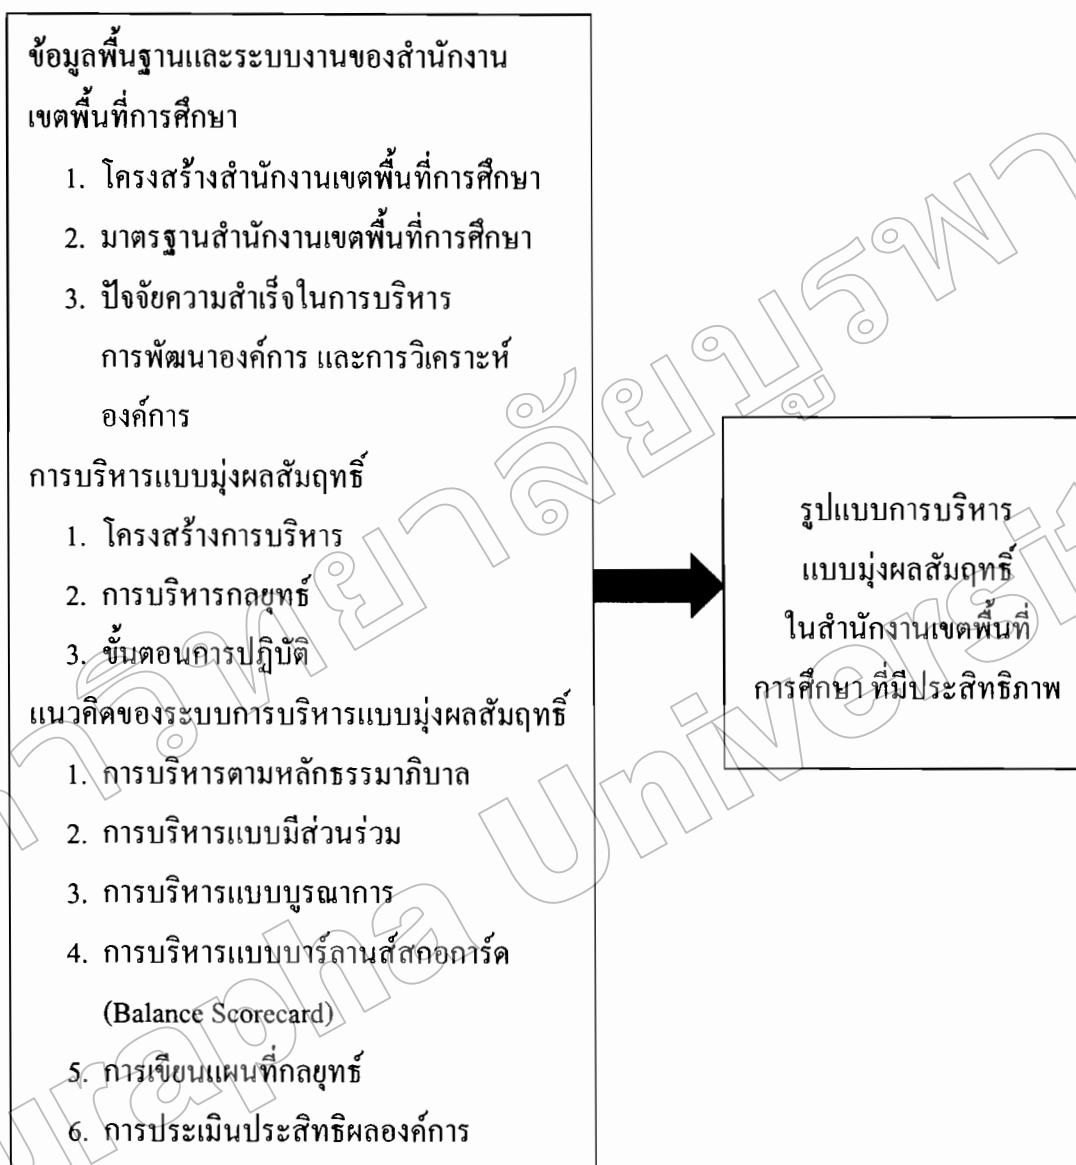 ข้อมูลพื้นฐานและระบบงานของสำนักงาน
เขตพื้นที่การศึกษา
1. โครงสร้างสำนักงานเขตพื้นที่การศึกษา
2. มาตรฐานสำนักงานเขตพื้นที่การศึกษา
3. ปัจจัยความสำเร็จในการบริหาร
การพัฒนาองค์การ และการวิเคราะห์
องค์การ
การบริหารแบบมุ่งผลสัมฤทธิ์
1. โครงสร้างการบริหาร
2. การบริหารกลยุทธ์
3. ขั้นตอนการปฏิบัติ
แนวคิดของระบบการบริหารแบบมุ่งผลสัมฤทธิ์
1. การบริหารตามหลักธรรมาภิบาล
2. การบริหารแบบมีส่วนร่วม
3. การบริหารแบบบูรณาการ
4. การบริหารแบบบาร์ลานส์สกอการ์ค
(Balance Scorecard)
5. การเขียนแผนที่กลยุทธ์
6. การประเมินประสิทธิผลองค์การ
รูปแบบการบริหาร
แบบมุ่งผลสัมฤทธิ์
ในสำนักงานเขตพื้นที่
การศึกษา ที่มีประสิทธิภาพ
วิทยาลัยบูรพา
Burapha University